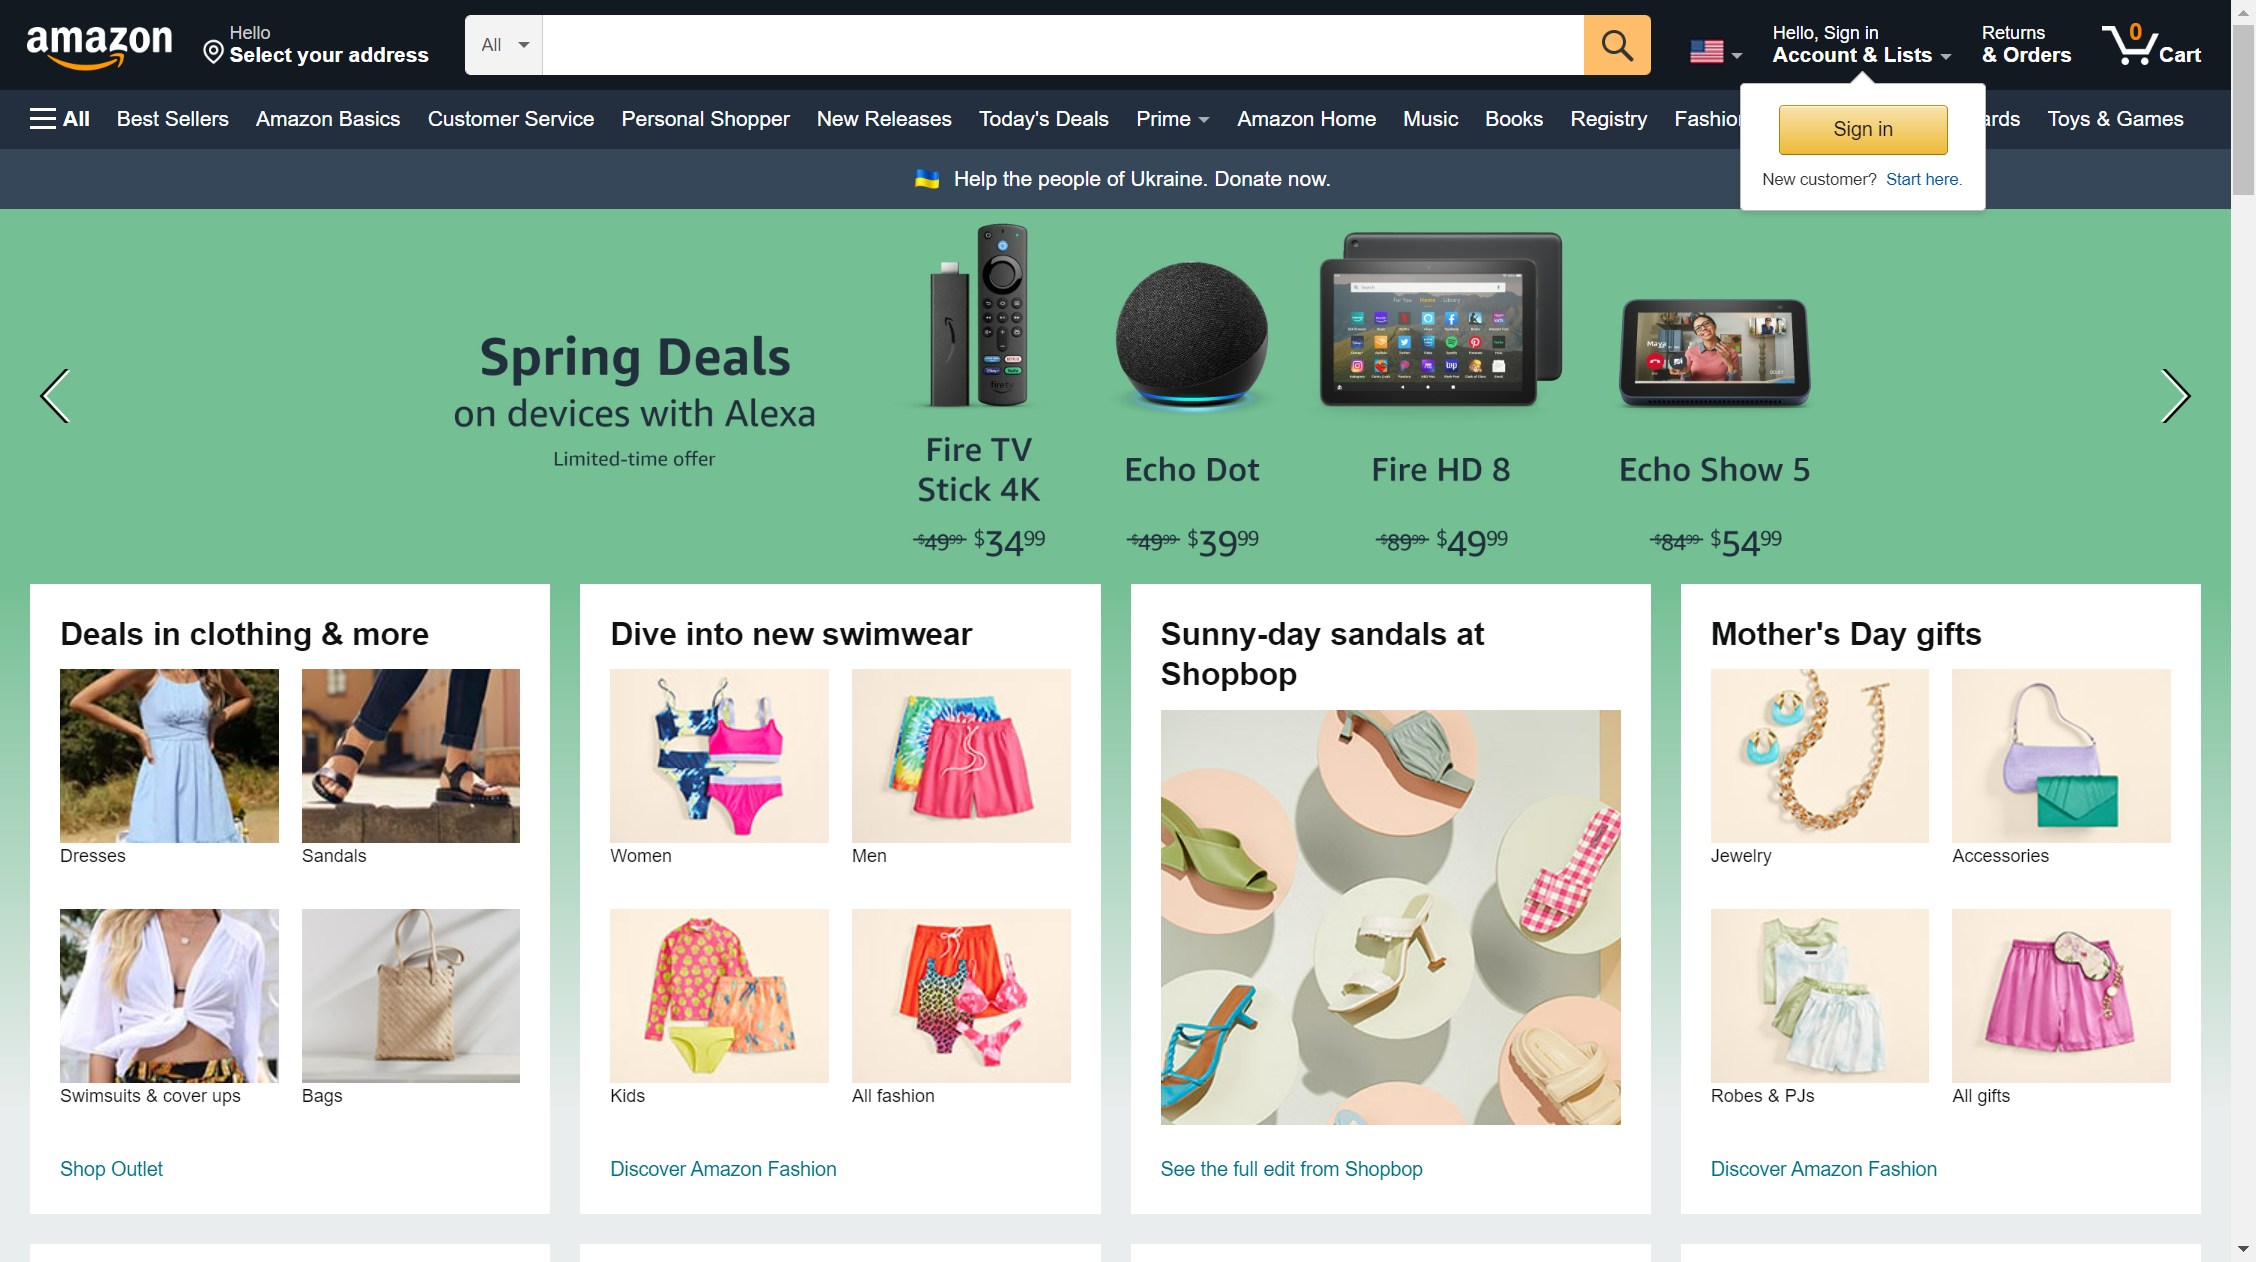 amazon
Hello
Select your address
All
Hello, Sign in
Account & Lists
Returns
& Orders
0
Cart
All
Best Sellers
Amazon Basics
Customer Service
Personal Shopper
New Releases
Today's Deals
Prime
Amazon Home
Music
Books
Registry
Toys & Games
Sign in
New customer? Start here.
Help the people of Ukraine. Donate now.
Spring Deals
on devices with Alexa
Limited-time offer
Fire TV
Stick 4K
$49.99 $34.99
Echo Dot
$49.99 $39.99
Fire HD 8
$89.99 $49.99
Echo Show 5
$84.99 $54.99
Deals in clothing & more
Dresses
Sandals
Swimsuits & cover ups
Bags
Shop Outlet
Dive into new swimwear
Women
Men
Kids
All fashion
Discover Amazon Fashion
Sunny-day sandals at
Shopbop
See the full edit from Shopbop
Mother's Day gifts
Jewelry
Accessories
Robes & PJs
All gifts
Discover Amazon Fashion